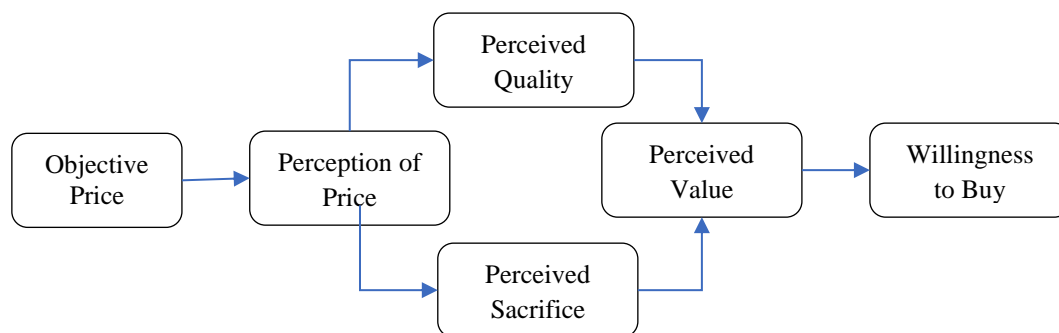 Perceived
Quality
Objective
Price
Perception of
Price
Perceived
Value
Willingness
to Buy
Perceived
Sacrifice